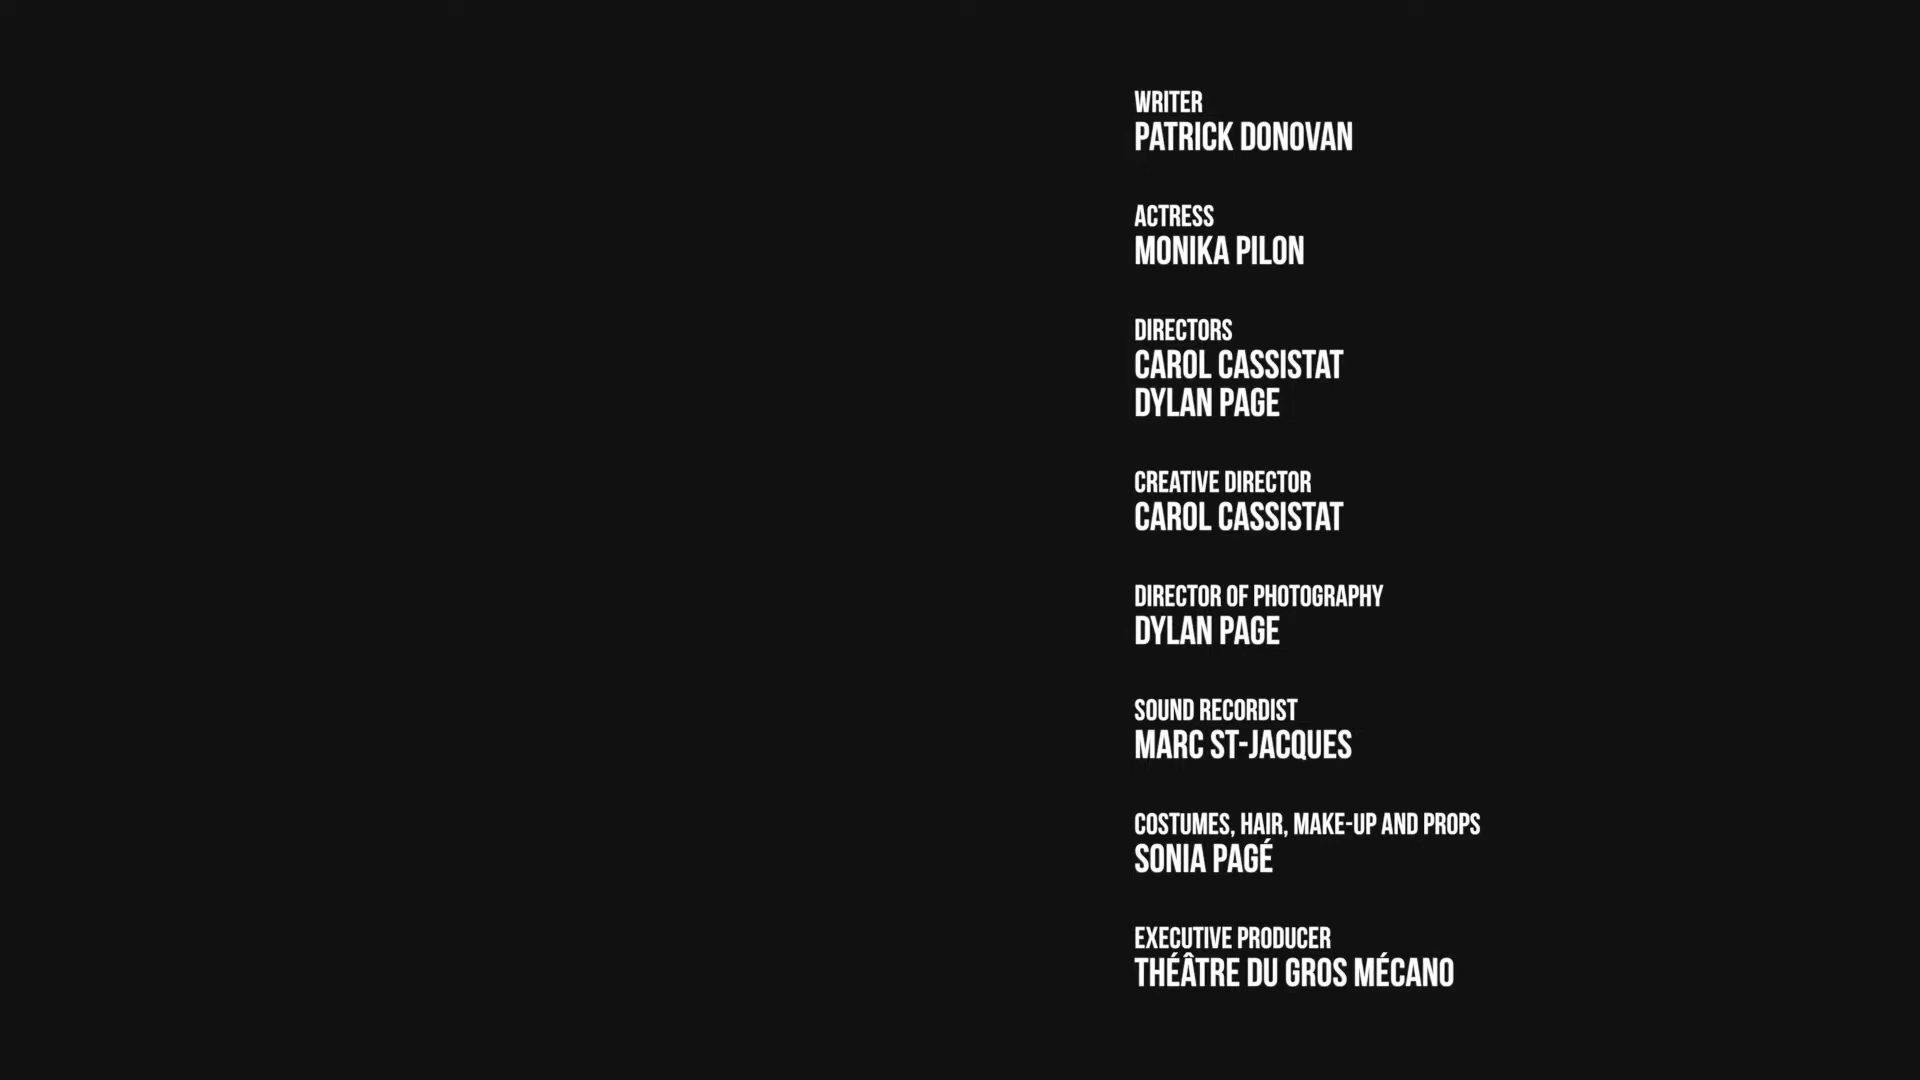 WRITER
PATRICK DONOVAN
ACTRESS
MONIKA PILON
DIRECTORS
CAROL CASSISTAT
DYLAN PAGE
CREATIVE DIRECTOR
CAROL CASSISTAT
DIRECTOR OF PHOTOGRAPHY
DYLAN PAGE
SOUND RECORDIST
MARC ST-JACQUES
COSTUMES, HAIR, MAKE-UP AND PROPS
SONIA PAGÉ
EXECUTIVE PRODUCER
THÉÂTRE DU GROS MÉCANO